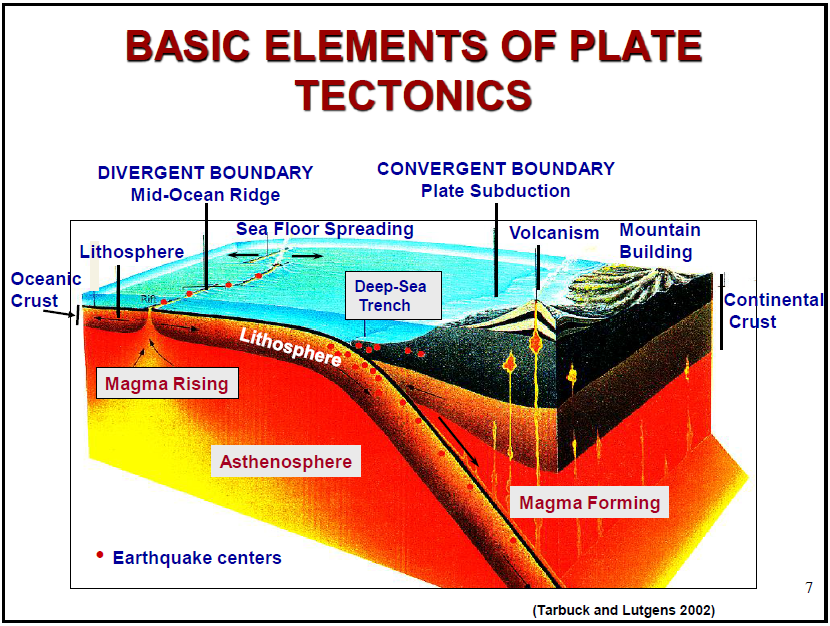 BASIC ELEMENTS OF PLATE
TECTONICS
DIVERGENT BOUNDARY
Mid-Ocean Ridge
CONVERGENT BOUNDARY
Plate Subduction
Sea Floor Spreading
Volcanism
Mountain
Building
Lithosphere
Oceanic
Crust
Deep-Sea
Trench
Continental
Crust
Rift
Lithosphere
Magma Rising
Asthenosphere
Magma Forming
• Earthquake centers
7
(Tarbuck and Lutgens 2002)